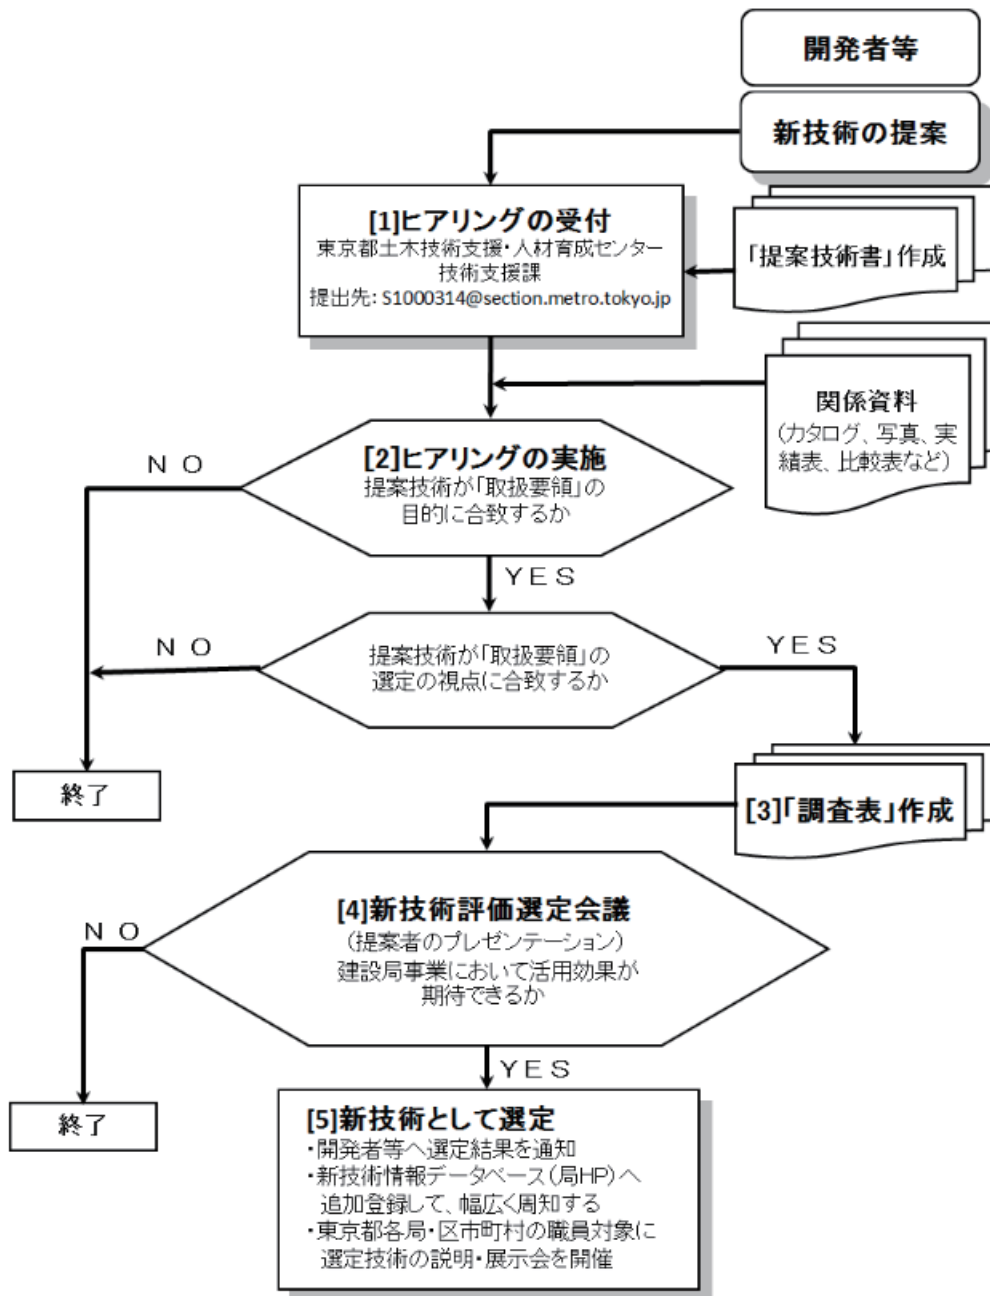 開発者等
新技術の提案
[1]ヒアリングの受付
東京都土木技術支援・人材育成センター
技術支援課
提出先：S1000314@section.metro.tokyo.jp
「提案技術書」作成
関係資料
(カタログ、写真、実
績表、比較表など)
[2]ヒアリングの実施
提案技術が「取扱要領」の
目的に合致するか
ＮＯ
ＹＥＳ
提案技術が「取扱要領」の
選定の視点に合致するか
ＮＯ
ＹＥＳ
終了
[3]「調査表」作成
[4]新技術評価選定会議
(提案者のプレゼンテーション)
建設局事業において活用効果が
期待できるか
ＮＯ
ＹＥＳ
終了
[5]新技術として選定
・開発者等へ選定結果を通知
・新技術情報データベース(局HP)へ
追加登録して、幅広く周知する
・東京都各局・区市町村の職員対象に
選定技術の説明・展示会を開催